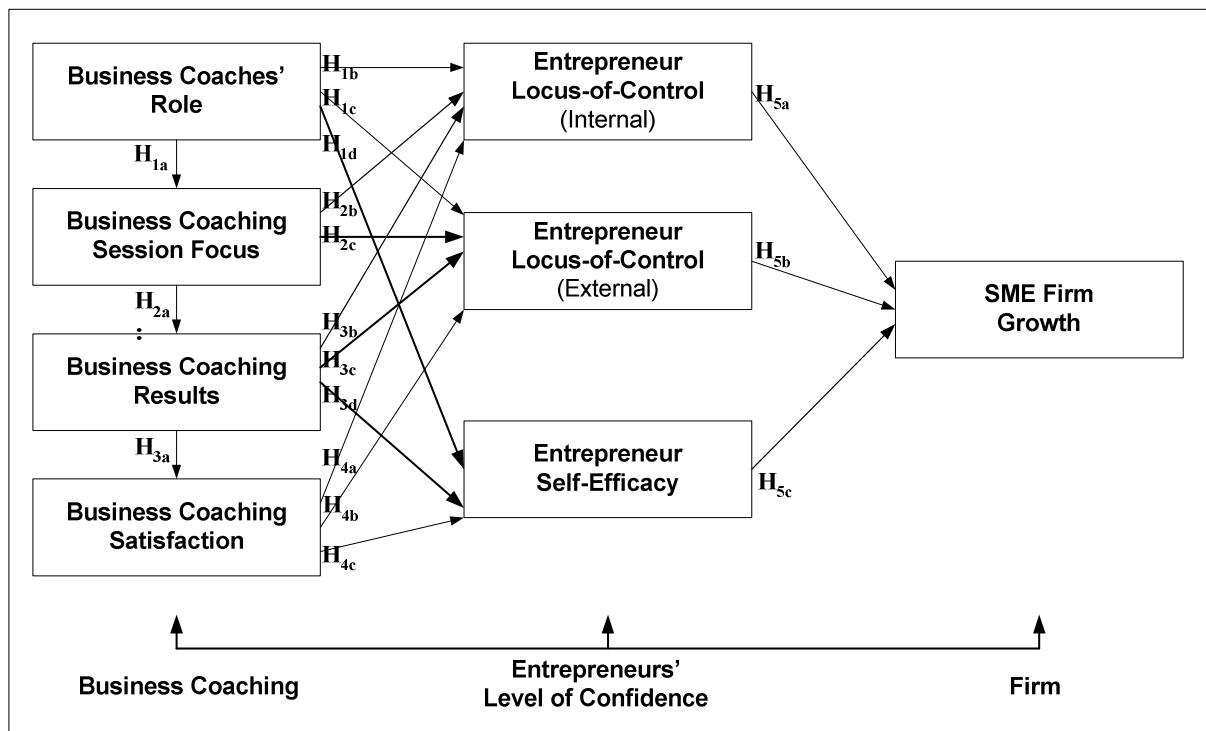 Business Coaches'
Role
H1a
Business Coaching
Session Focus
H2a
:
Business Coaching
Results
H3a
Business Coaching
Satisfaction
H1b
H1c
H1d
H2b
H2c
H3b
H3c
H3d
H4a
H4b
H4c
Entrepreneur
Locus-of-Control
(Internal)
Entrepreneur
Locus-of-Control
(External)
Entrepreneur
Self-Efficacy
H5a
H5b
H5c
SME Firm
Growth
Business Coaching
Entrepreneurs'
Level of Confidence
Firm